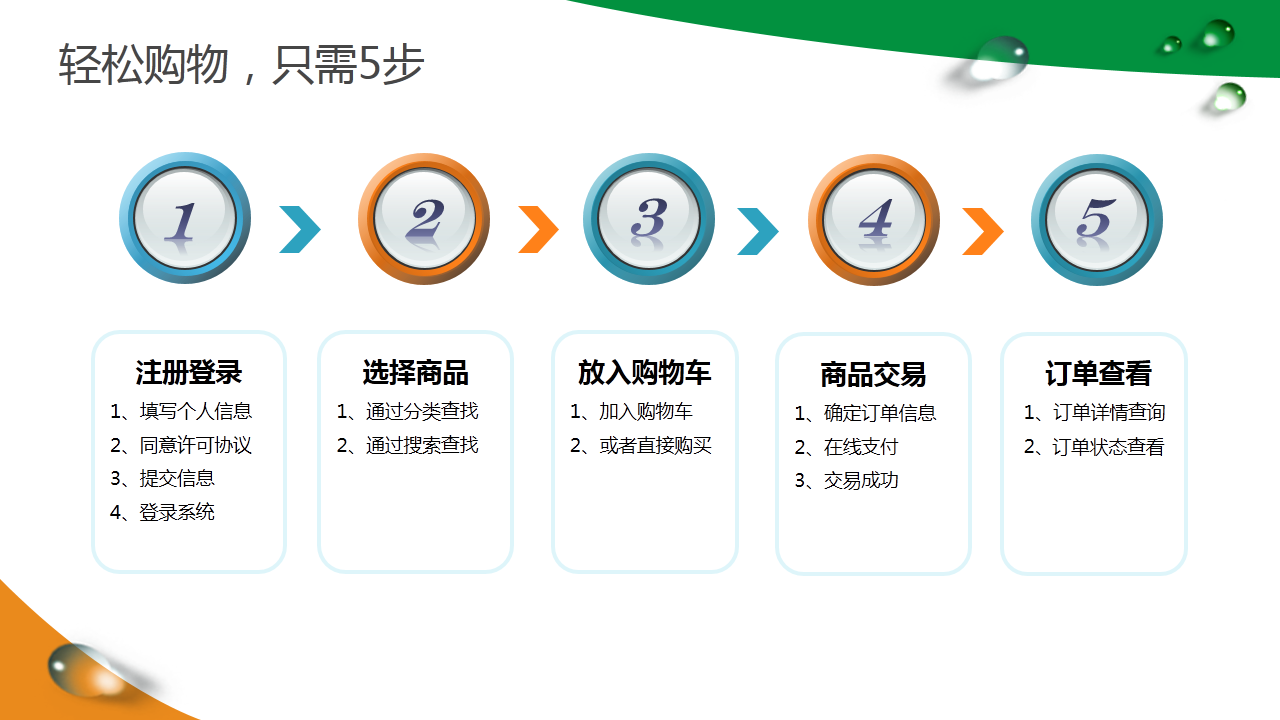 轻松购物，只需5步
1
2
3
4
5
注册登录
1、填写个人信息
2、同意许可协议
3、提交信息
4、登录系统
选择商品
1、通过分类查找
2、通过搜索查找
放入购物车
1、加入购物车
2、或者直接购买
商品交易
1、确定订单信息
2、在线支付
3、交易成功
订单查看
1、订单详情查询
2、订单状态查看